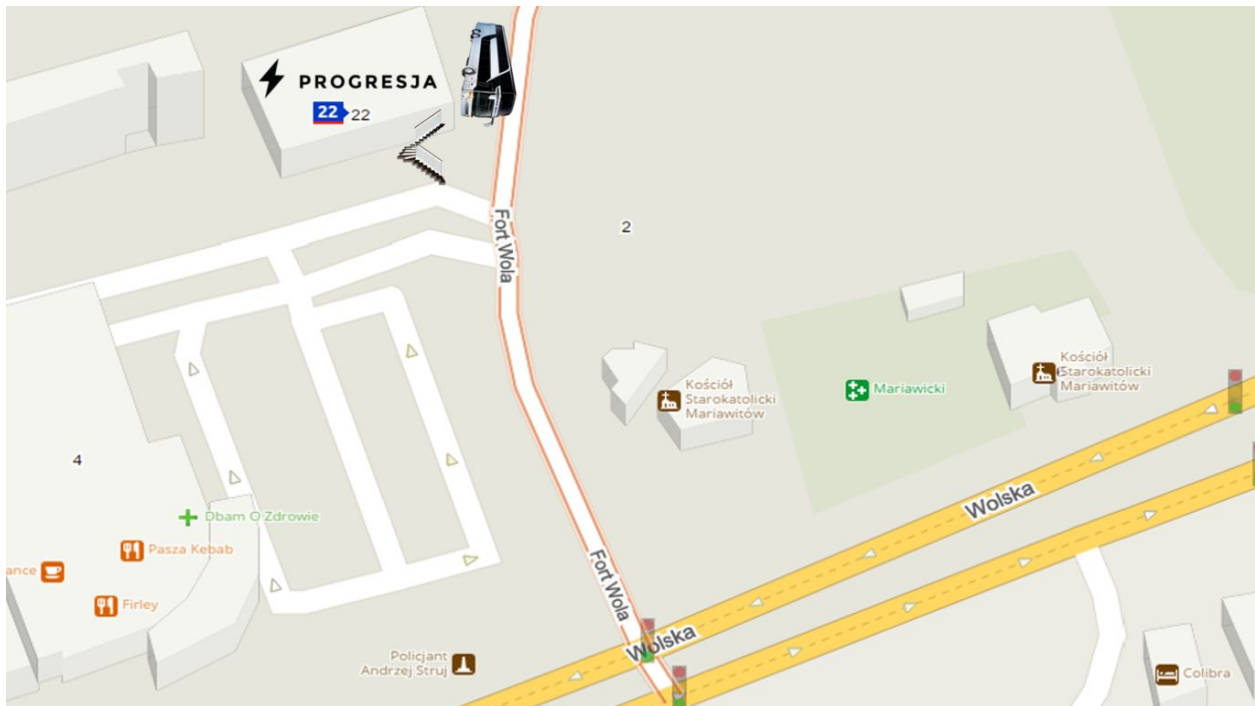 PROGRESJA
22 22
Fort Wola
2
Kościół
Starokatolicki
Mariawitów
Mariawicki
Kościół
Starokatolicki
Mariawitów
4
Wolska
Dbam O Zdrowie
Pasza Kebab
ance
Firley
Fort Wola
Wolska
Policjant
Andrzej Struj
Colibra